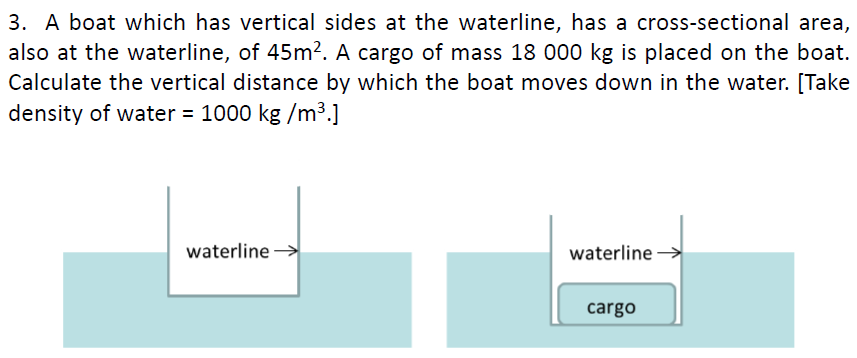 3. A boat which has vertical sides at the waterline, has a cross-sectional area,
also at the waterline, of 45m². A cargo of mass 18 000 kg is placed on the boat.
Calculate the vertical distance by which the boat moves down in the water. [Take
density of water = 1000 kg /m³.]
waterline
waterline
cargo